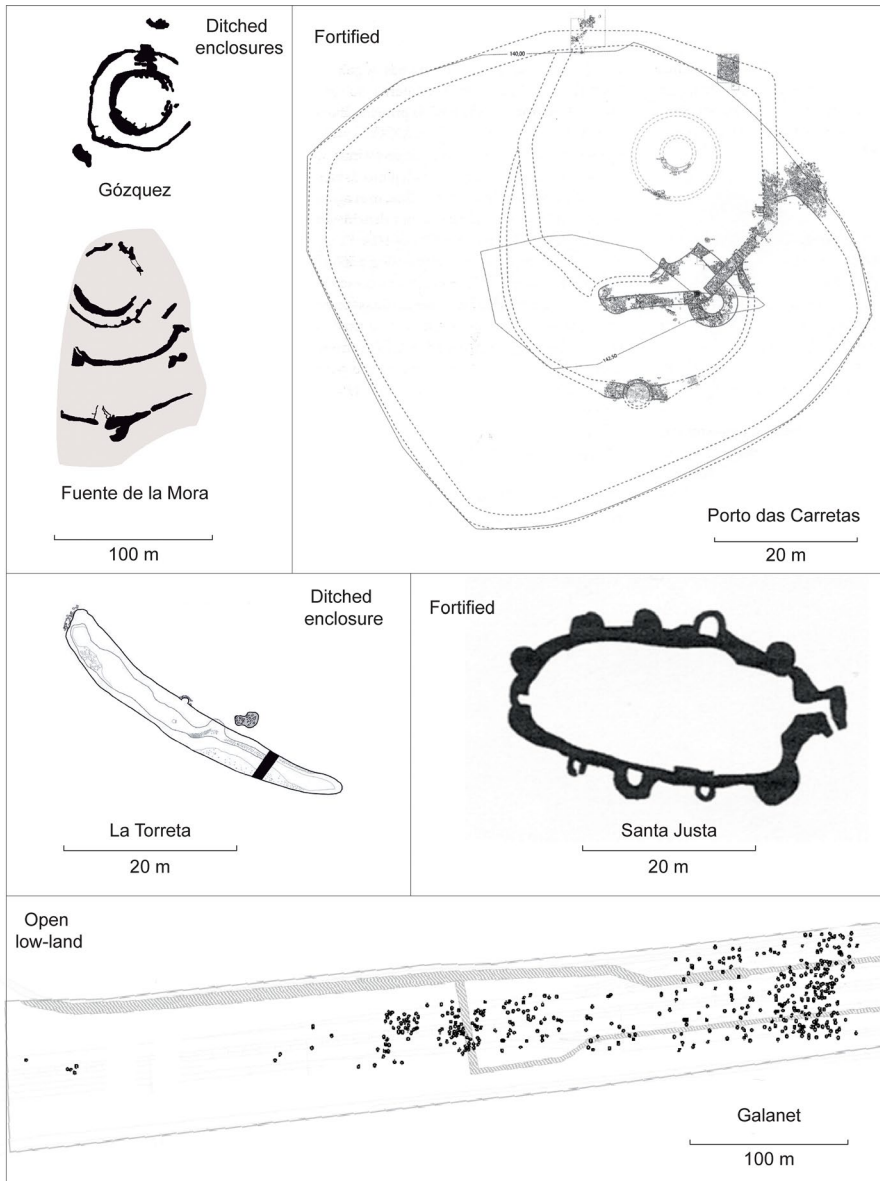 Ditched
enclosures
Gózquez
Fuente de la Mora
100 m
Fortified
140,00
142,50
Porto das Carretas
20 m
Ditched
enclosure
La Torreta
20 m
Fortified
Santa Justa
20 m
Open
low-land
Galanet
100 m